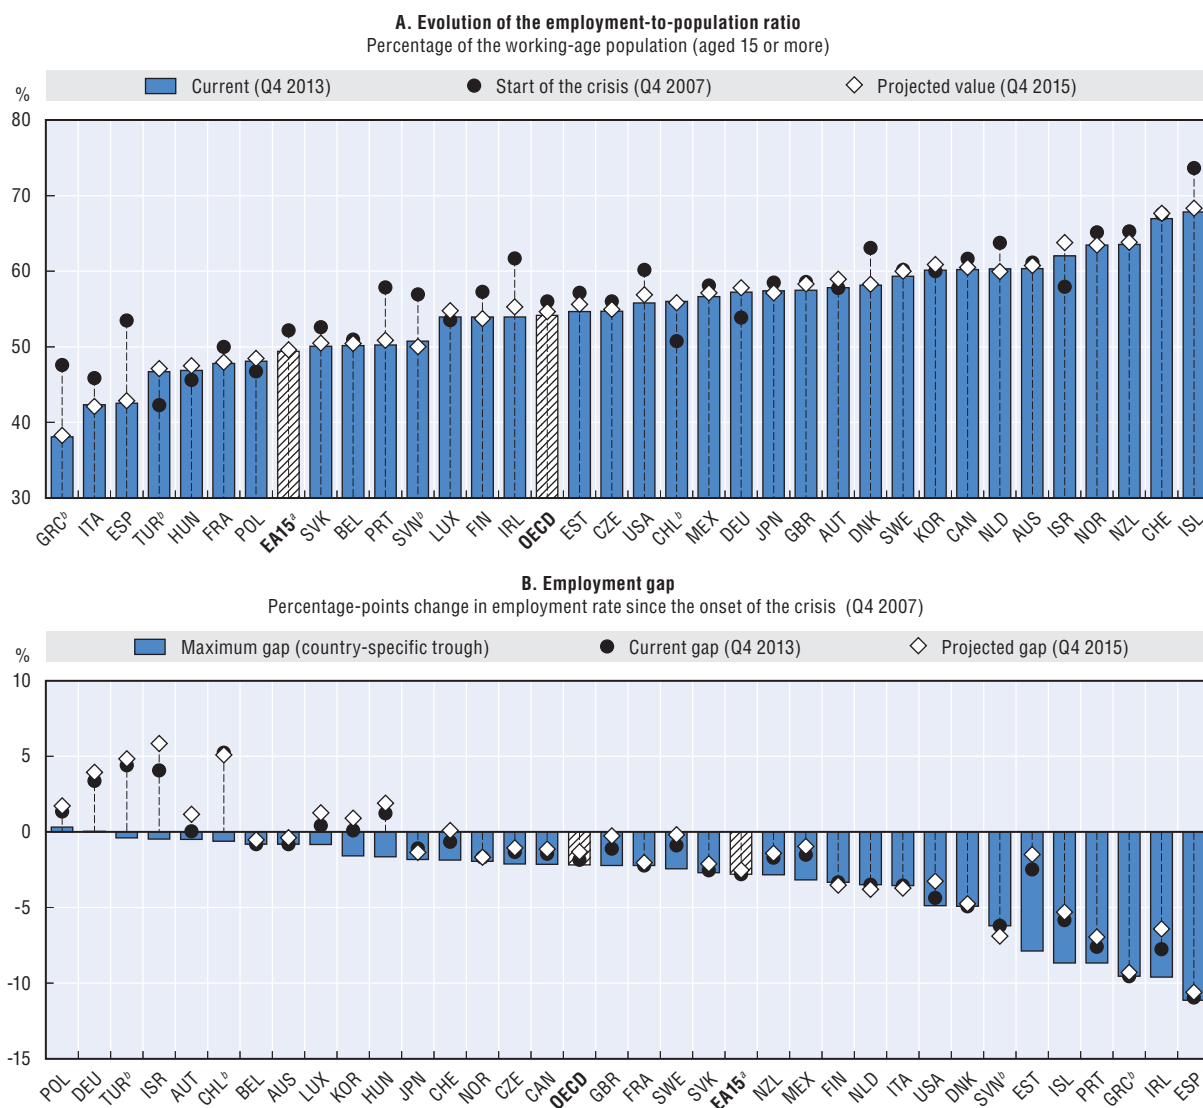 A. Evolution of the employment-to-population ratio
Percentage of the working-age population (aged 15 or more)
Current (Q4 2013) Start of the crisis (Q4 2007) Projected value (Q4 2015)
%
80
70
60
50
40
30
GRCᵇ ITA ESP TURᵇ HUN FRA POL EA15ᵃ SVK BEL PRT SVNᵇ LUX FIN IRL OECD EST CZE USA CHLᵇ MEX DEU JPN GBR AUT DNK SWE KOR CAN NLD AUS ISR NOR NZL CHE ISL
B. Employment gap
Percentage-points change in employment rate since the onset of the crisis (Q4 2007)
Maximum gap (country-specific trough) Current gap (Q4 2013) Projected gap (Q4 2015)
%
10
5
0
-5
-10
-15
POL DEU TURᵇ ISR AUT CHLᵇ BEL AUS LUX KOR HUN JPN CHE NOR CZE CAN OECD GBR FRA SWE SVK EA15ᵃ NZL MEX FIN NLD ITA USA DNK SVNᵇ EST ISL PRT GRCᵇ IRL ESP